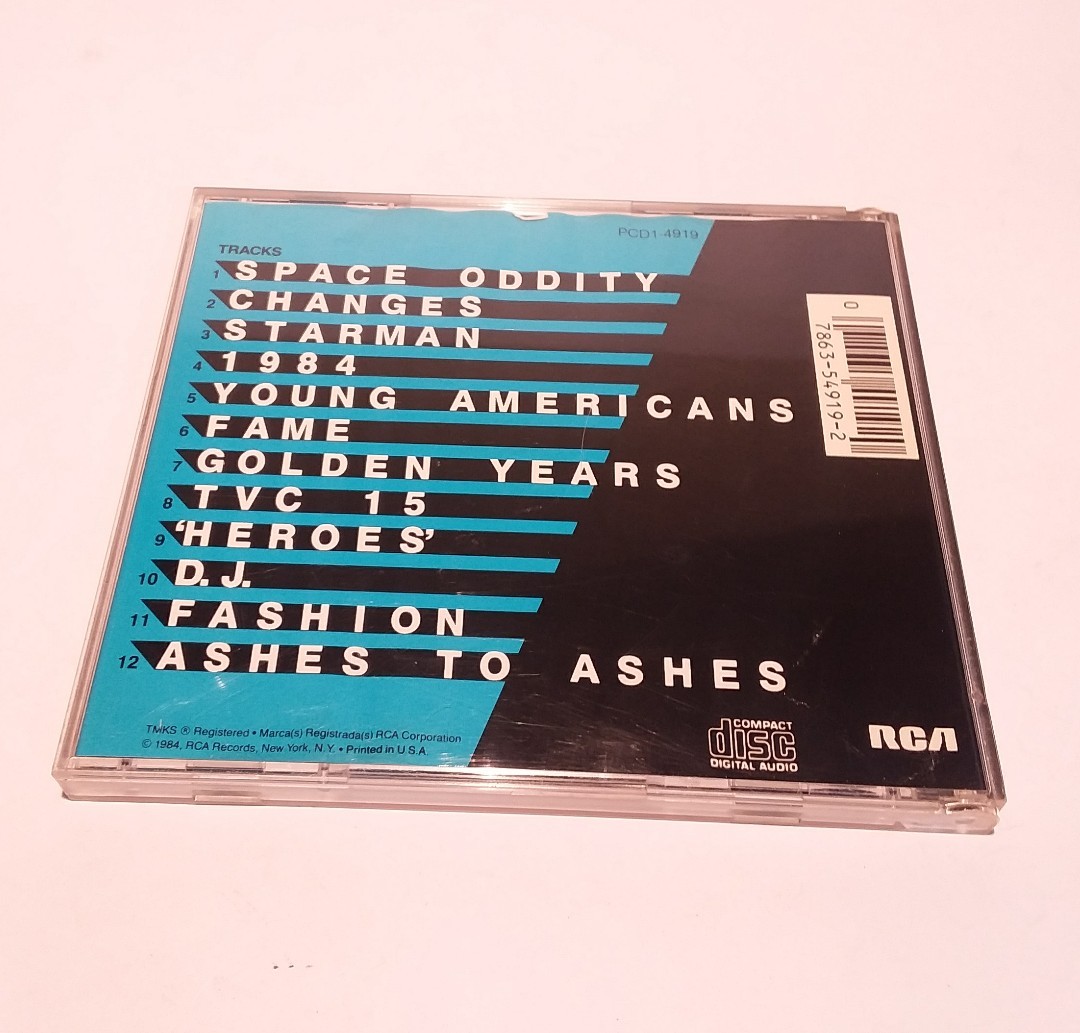 PCD1-4919
TRACKS
1 SPACE ODDITY
2 CHANGES
3 STARMAN
4 1984
5 YOUNG AMERICANS
6 FAME
7 GOLDEN YEARS
8 TVC 15
9 ‘HEROES’
10 D.J.
11 FASHION
12 ASHES TO ASHES
0 7863-54919-2
TMKS ® Registered • Marca(s) Registrada(s) RCA Corporation
© 1984, RCA Records, New York, N.Y. • Printed in U.S.A.
COMPACT
disc
DIGITAL AUDIO
RCA